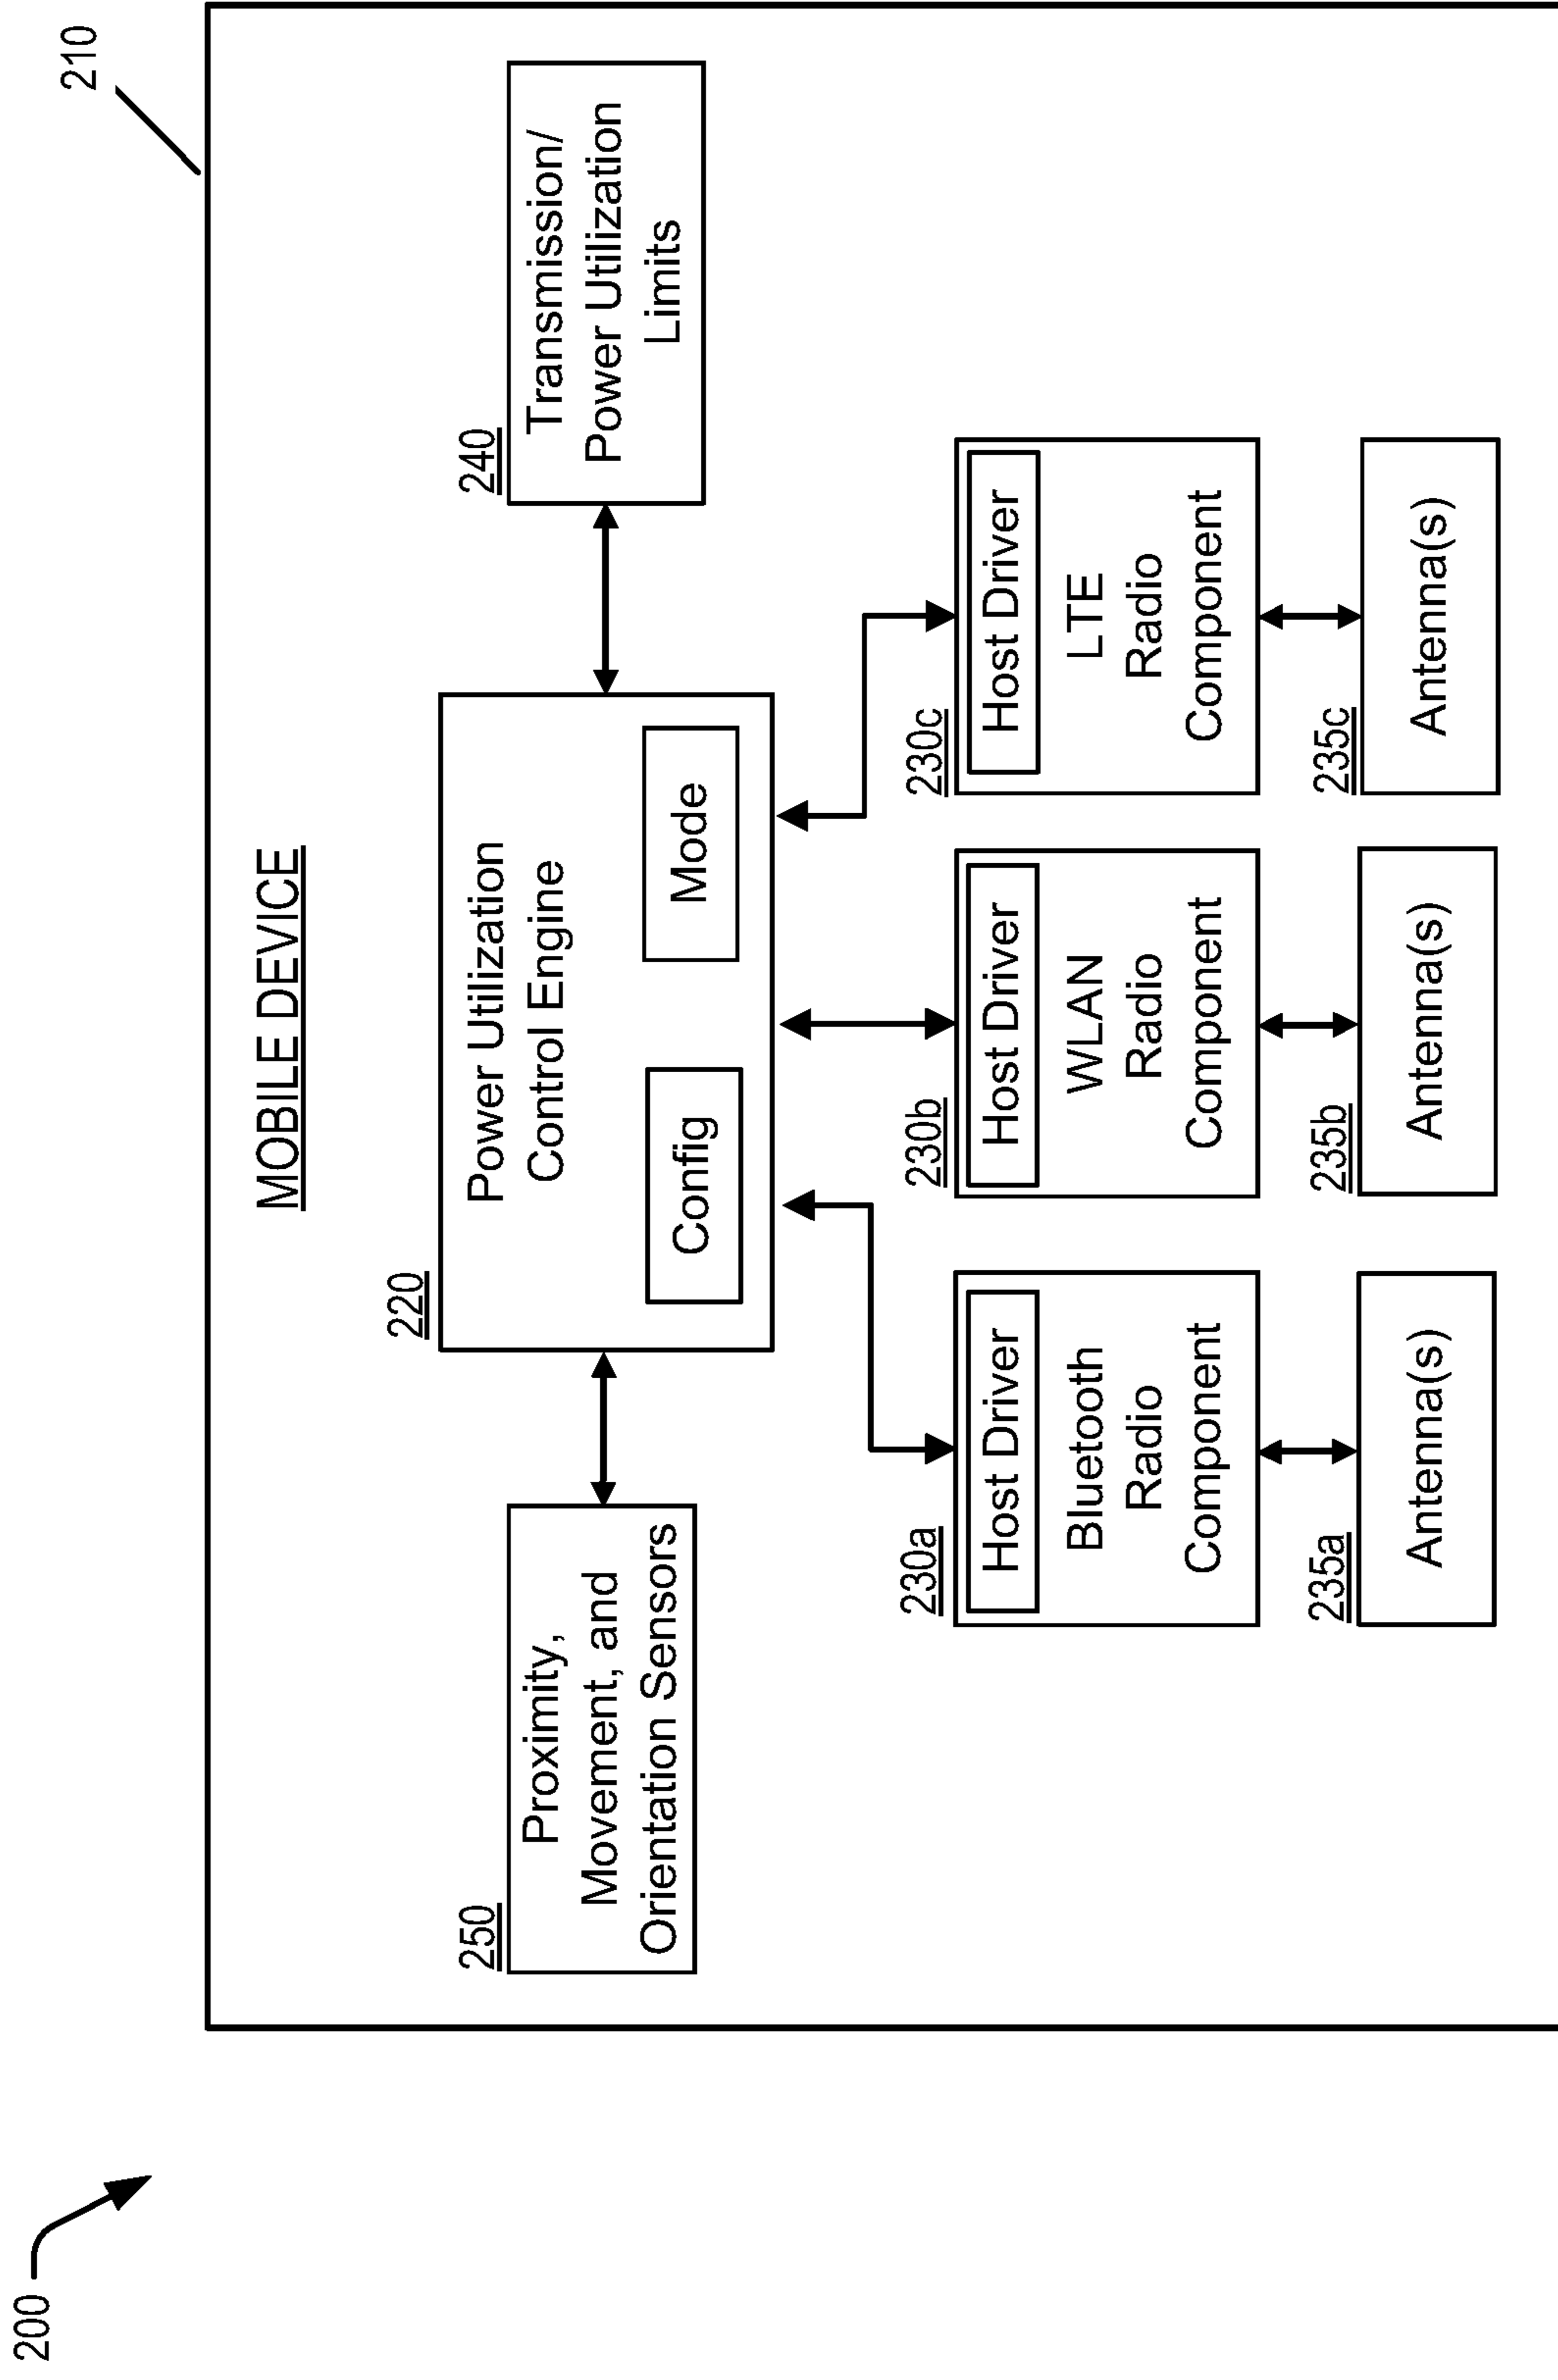 200
210
MOBILE DEVICE
220
Power Utilization
Control Engine
Config
Mode
250
Proximity,
Movement, and
Orientation Sensors
240
Transmission/
Power Utilization
Limits
230a
Host Driver
Bluetooth
Radio
Component
230b
Host Driver
WLAN
Radio
Component
230c
Host Driver
LTE
Radio
Component
235a
Antenna(s)
235b
Antenna(s)
235c
Antenna(s)